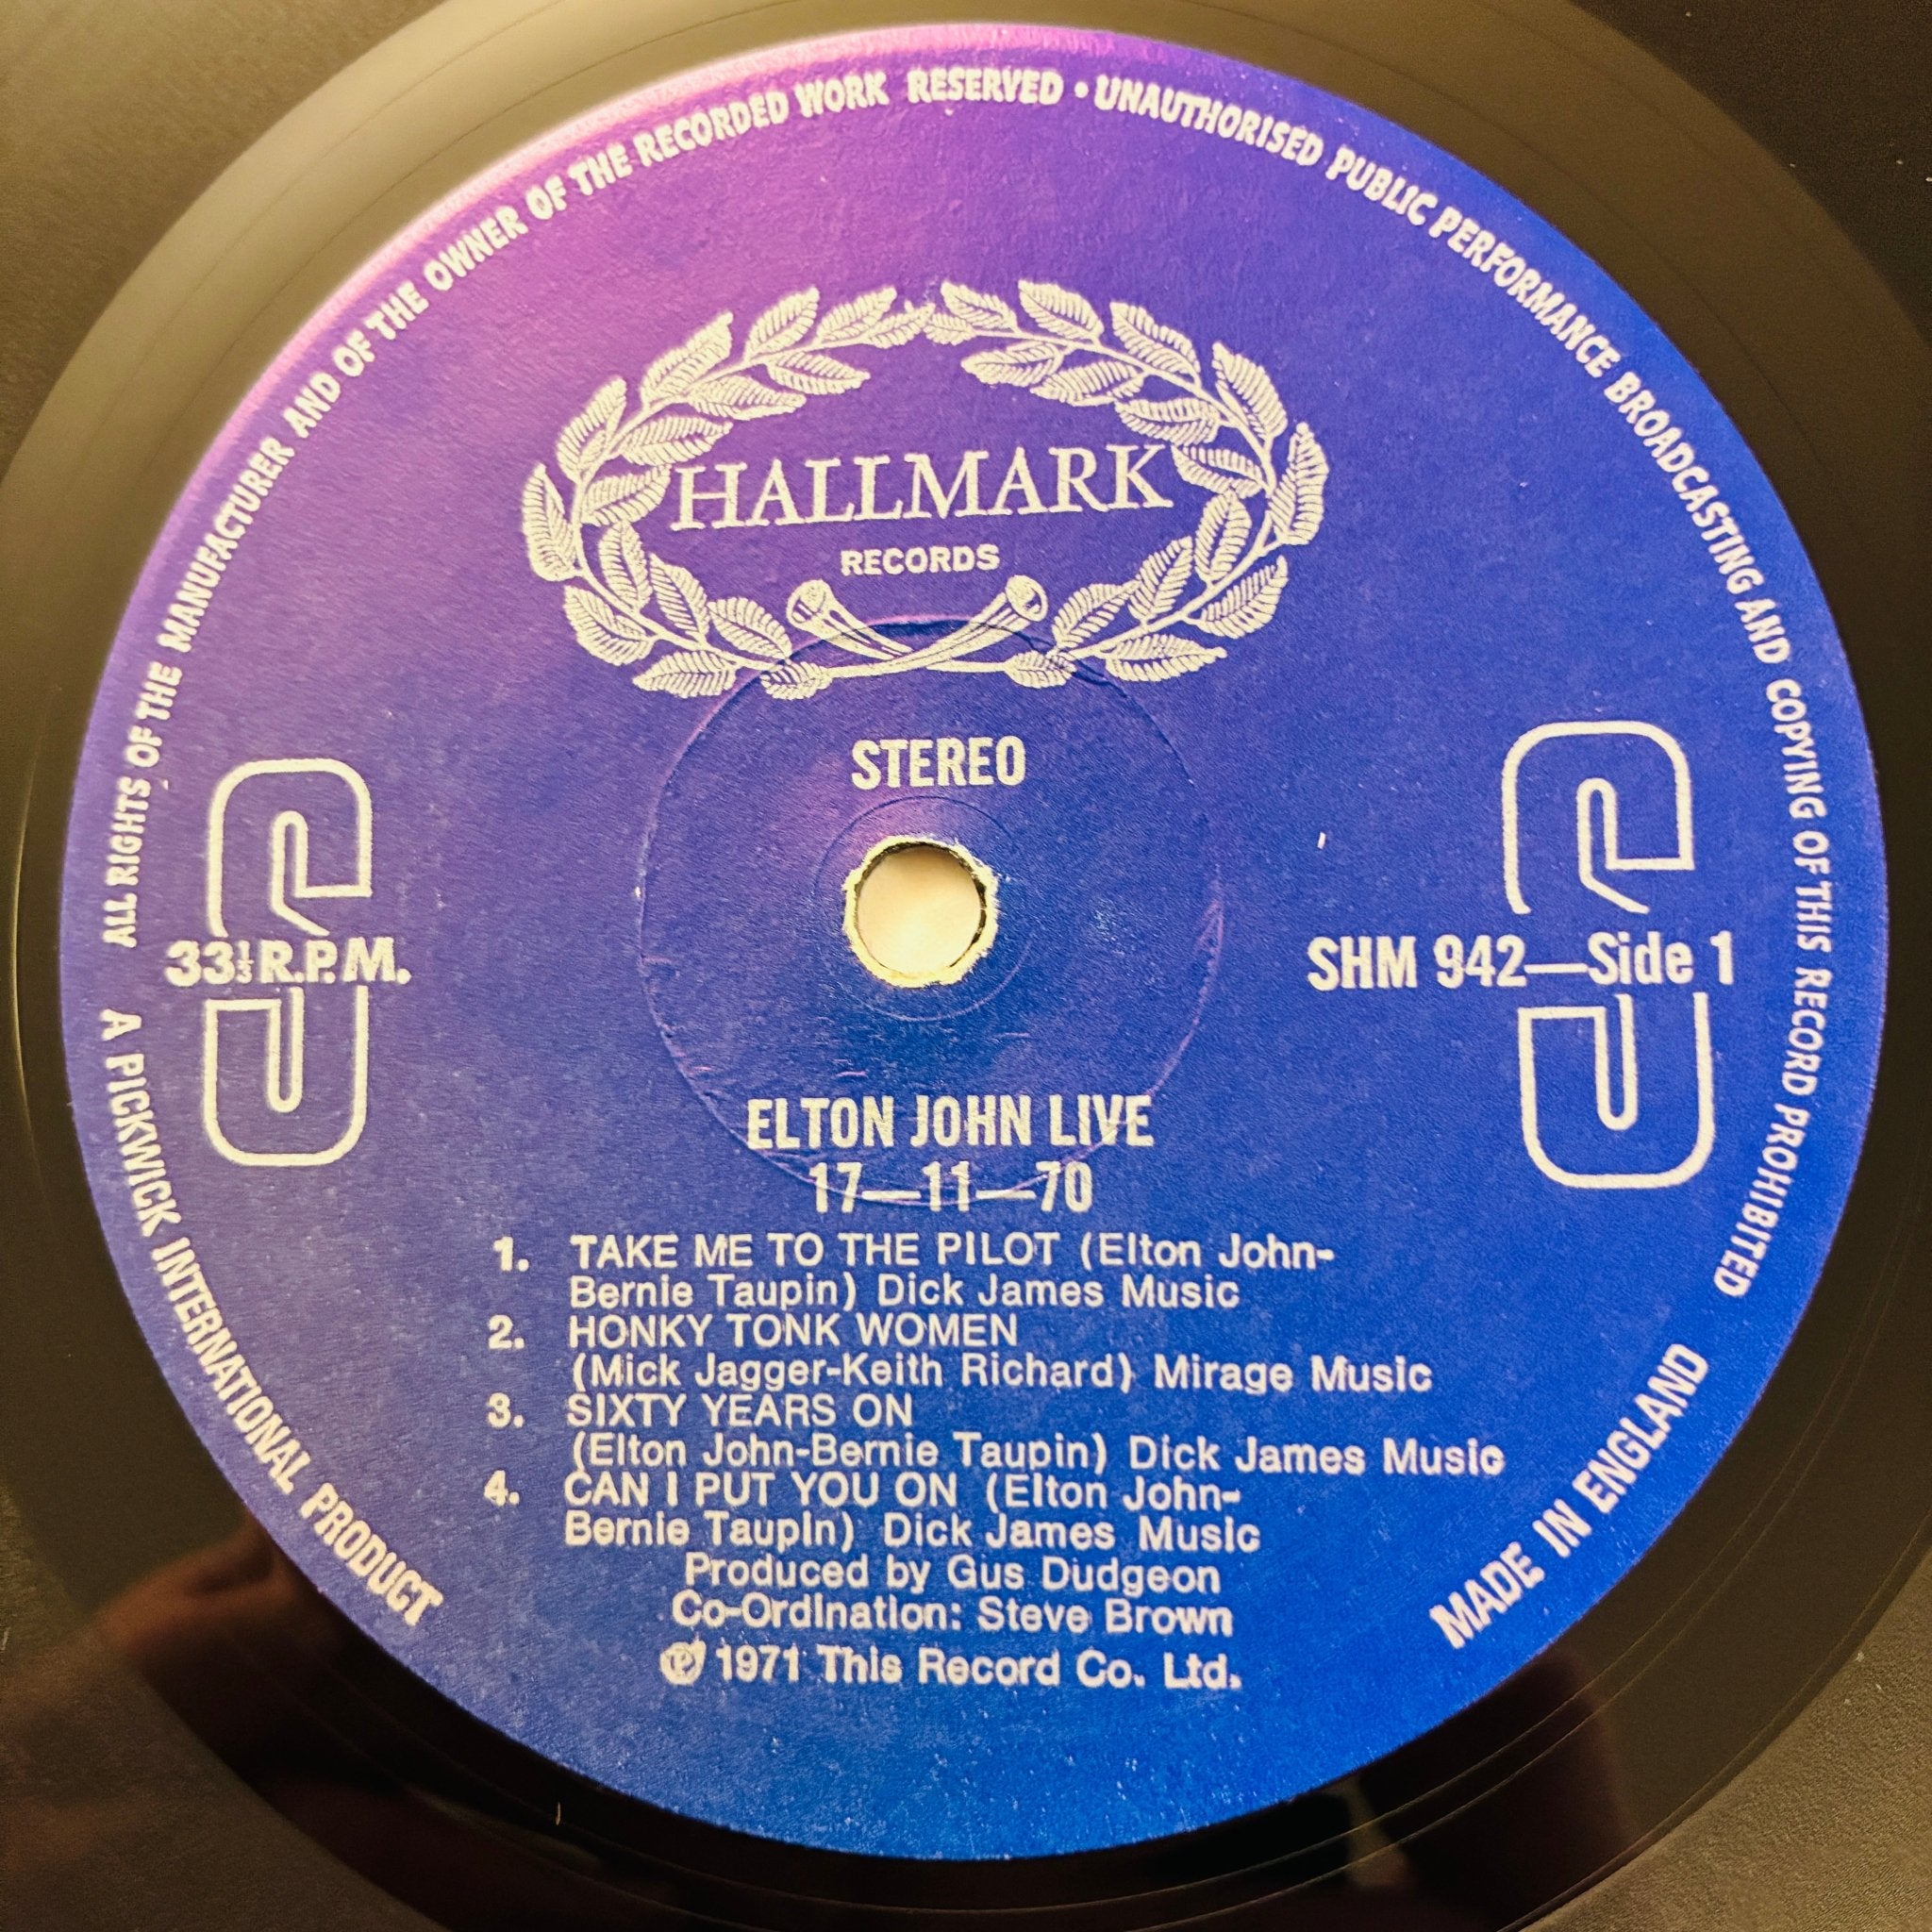 ALL RIGHTS OF THE MANUFACTURER AND OF THE OWNER OF THE RECORDED WORK RESERVED • UNAUTHORISED PUBLIC PERFORMANCE BROADCASTING AND COPYING OF THIS RECORD PROHIBITED
HALLMARK
RECORDS
STEREO
S
33⅓ R.P.M.
S
SHM 942—Side 1
ELTON JOHN LIVE
17—11—70
1. TAKE ME TO THE PILOT (Elton John-
Bernie Taupin) Dick James Music
2. HONKY TONK WOMEN
(Mick Jagger-Keith Richard) Mirage Music
3. SIXTY YEARS ON
(Elton John-Bernie Taupin) Dick James Music
4. CAN I PUT YOU ON (Elton John-
Bernie Taupin) Dick James Music
Produced by Gus Dudgeon
Co-Ordination: Steve Brown
℗ 1971 This Record Co. Ltd.
A PICKWICK INTERNATIONAL PRODUCT
MADE IN ENGLAND